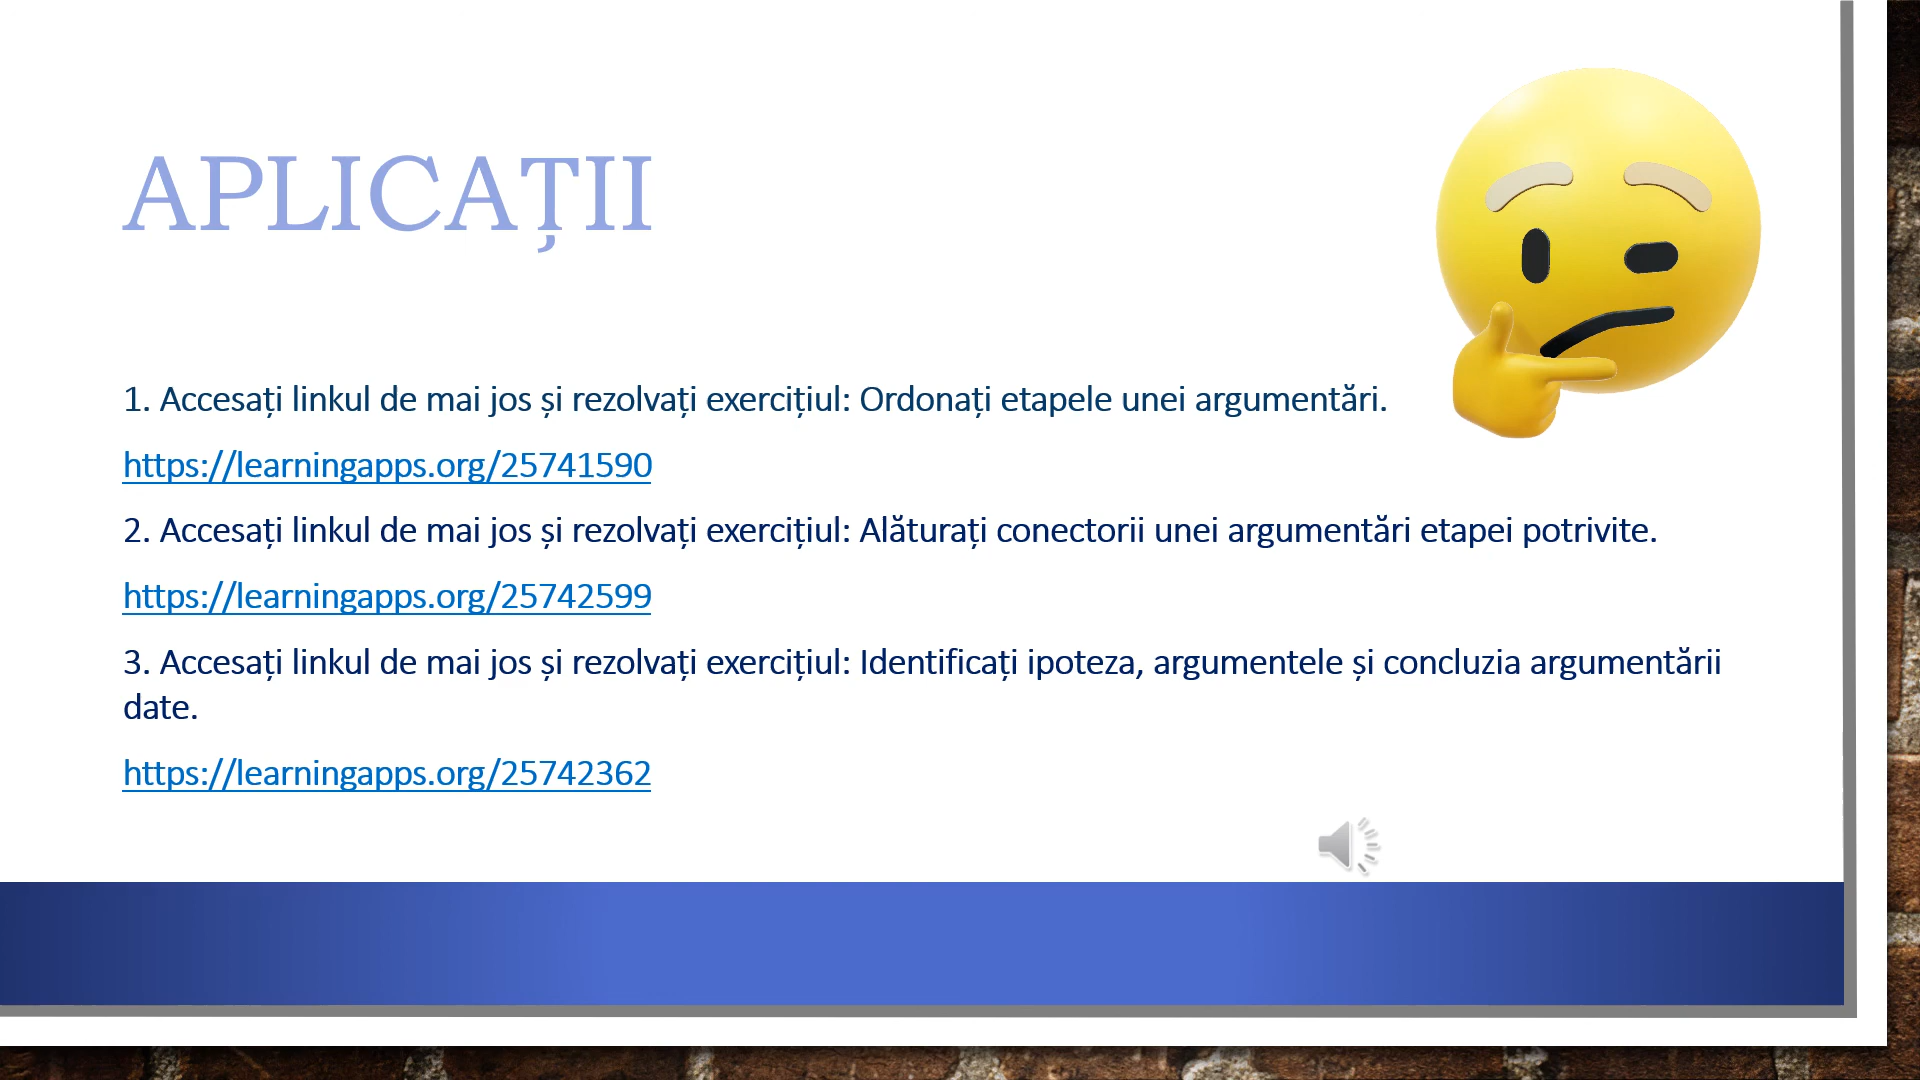 APLICAȚII
1. Accesați linkul de mai jos și rezolvați exercițiul: Ordonați etapele unei argumentări.
https://learningapps.org/25741590
2. Accesați linkul de mai jos și rezolvați exercițiul: Alăturați conectorii unei argumentări etapei potrivite.
https://learningapps.org/25742599
3. Accesați linkul de mai jos și rezolvați exercițiul: Identificați ipoteza, argumentele și concluzia argumentării
date.
https://learningapps.org/25742362